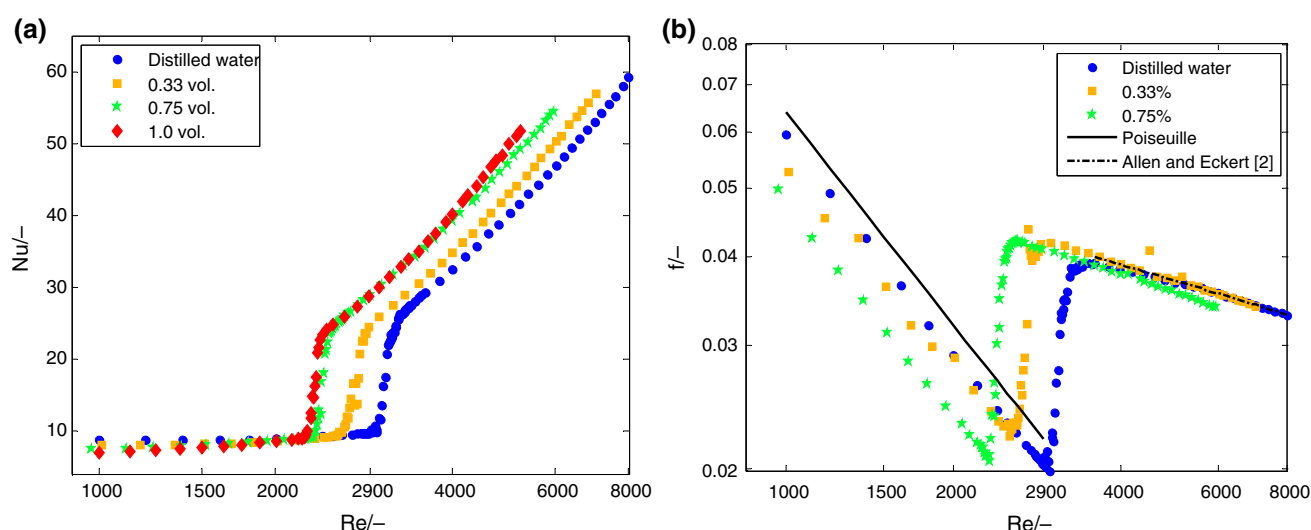 (a)
Distilled water
0.33 vol.
0.75 vol.
1.0 vol.
60
50
40
30
20
10
Nu/–
1000
1500
2000
2900
4000
6000
8000
Re/–
(b)
Distilled water
0.33%
0.75%
Poiseuille
Allen and Eckert [2]
0.08
0.06
0.05
0.04
0.03
0.02
f/–
1000
1500
2000
2900
4000
6000
8000
Re/–